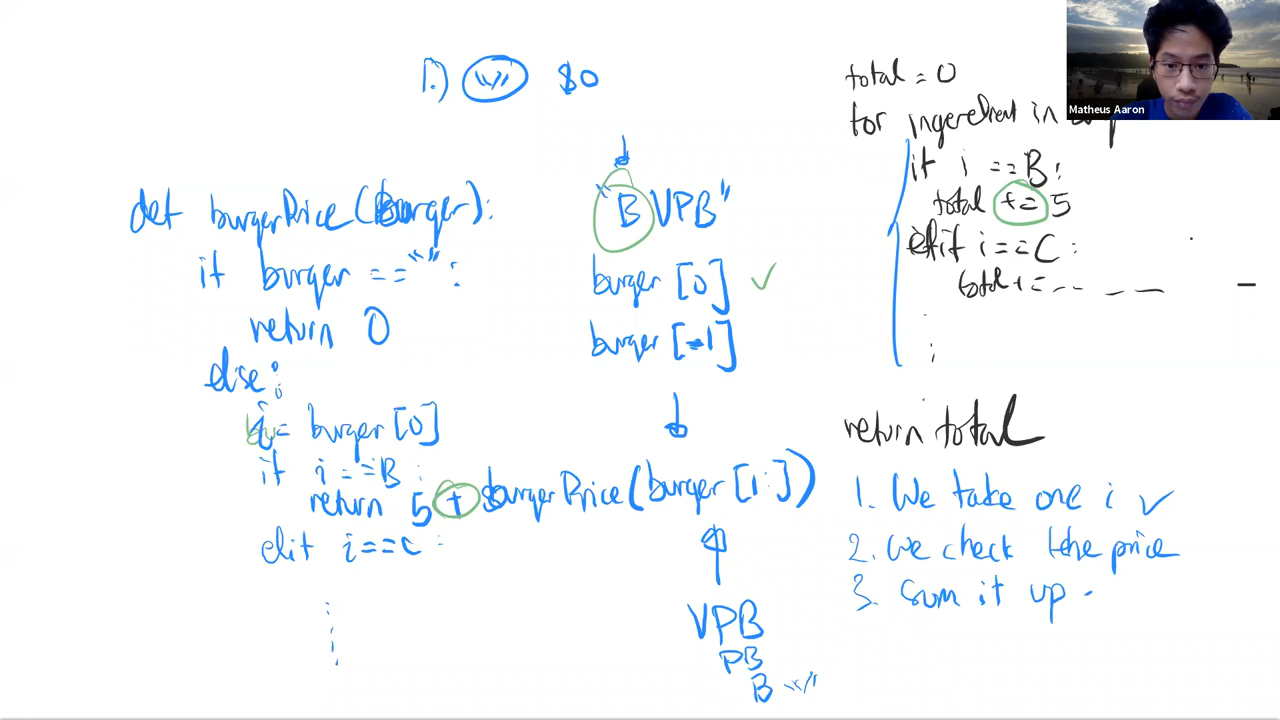 1.) "" $0
def burgerPrice(Burger):
if burger == "":
return 0
else:
i = burger[0]
if i == B:
return 5 + burgerPrice(burger[1:])
elif i == C:
"BVPB"
burger [0] ✓
burger [-1]
VPB
PB
B ""
total = 0
for ingredient in
if i == B:
total += 5
elif i == C:
total +=
return total
1. We take one i ✓
2. We check the price
3. Sum it up
Matheus Aaron